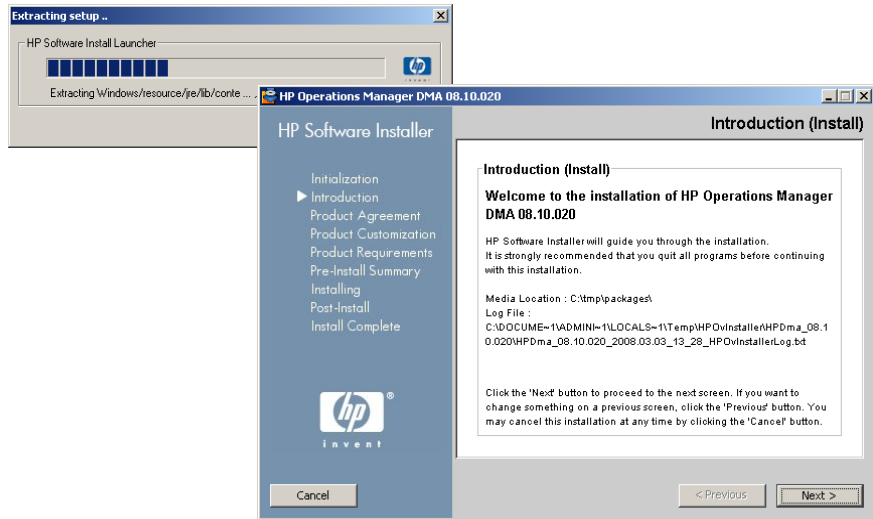 Extracting setup ..
HP Software Install Launcher
hp
Extracting Windows/resource/jre/lib/conte ...
HP Operations Manager DMA 08.10.020
HP Software Installer
Introduction (Install)
Initialization
Introduction
Product Agreement
Product Customization
Product Requirements
Pre-Install Summary
Installing
Post-Install
Install Complete
hp®
invent
Introduction (Install)
Welcome to the installation of HP Operations Manager
DMA 08.10.020
HP Software Installer will guide you through the installation.
It is strongly recommended that you quit all programs before continuing
with this installation.
Media Location : C:\tmp\packages\
Log File :
C:\DOCUME~1\ADMINI~1\LOCALS~1\Temp\HPOvInstaller\HPDma_08.1
0.020\HPDma_08.10.020_2008.03.03_13_28_HPOvInstallerLog.txt
Click the 'Next' button to proceed to the next screen. If you want to
change something on a previous screen, click the 'Previous' button. You
may cancel this installation at any time by clicking the 'Cancel' button.
Cancel
< Previous
Next >